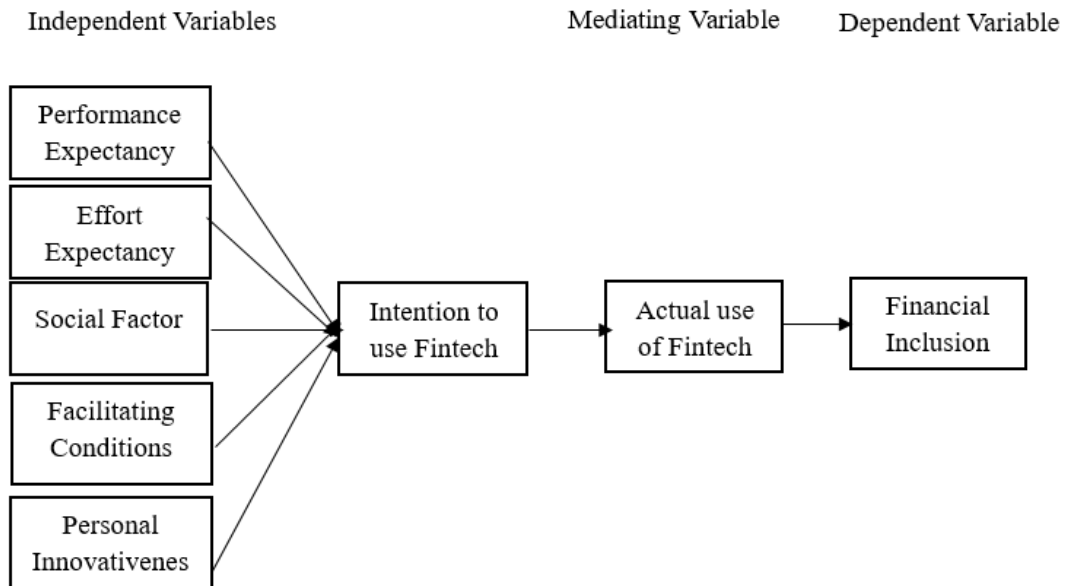 Independent Variables
Mediating Variable
Dependent Variable
Performance
Expectancy
Effort
Expectancy
Social Factor
Facilitating
Conditions
Personal
Innovativenes
Intention to
use Fintech
Actual use
of Fintech
Financial
Inclusion